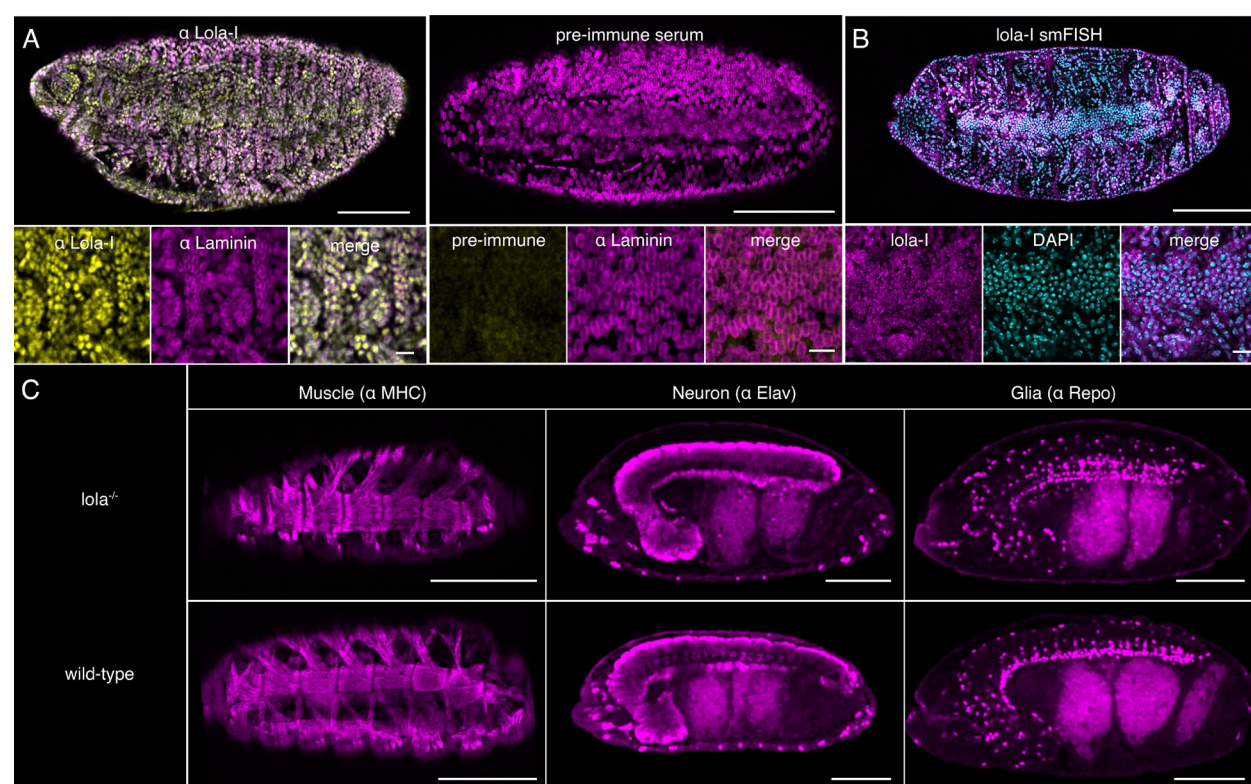 A
α Lola-I
pre-immune serum
B
lola-I smFISH
α Lola-I
α Laminin
merge
pre-immune
α Laminin
merge
lola-I
DAPI
merge
C
Muscle (α MHC)
Neuron (α Elav)
Glia (α Repo)
lola-/-
wild-type